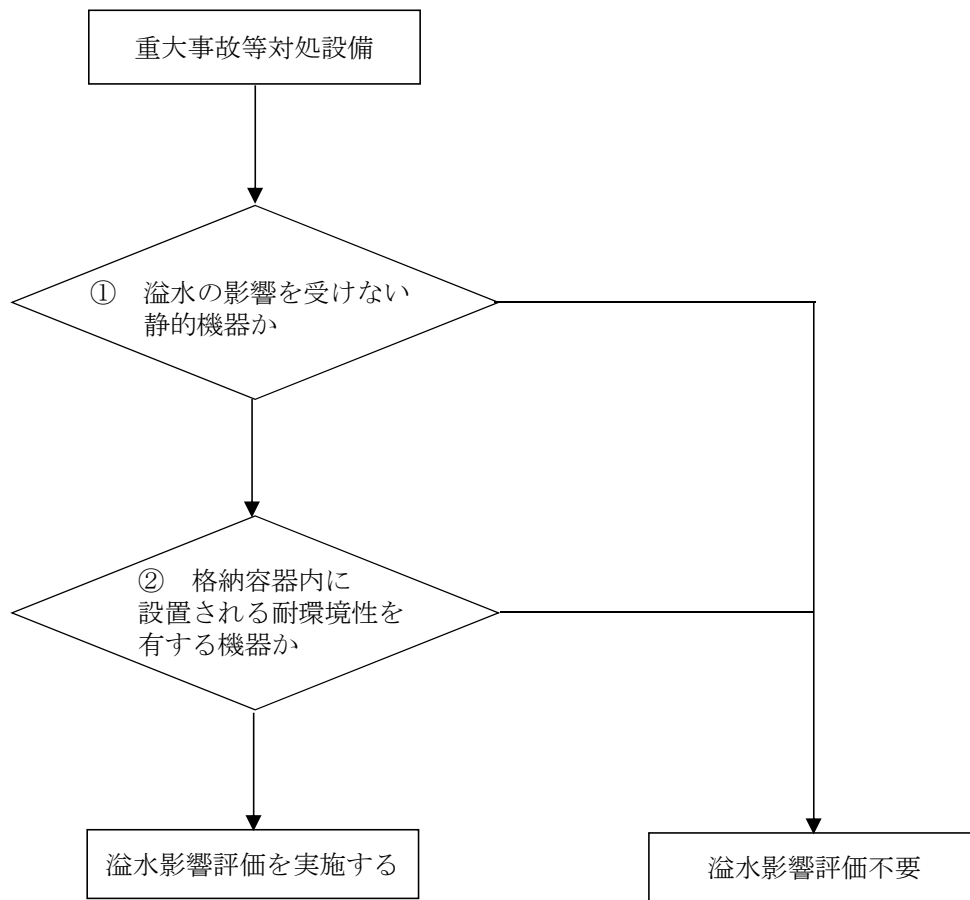 重大事故等対処設備
① 溢水の影響を受けない
静的機器か
② 格納容器内に
設置される耐環境性を
有する機器か
溢水影響評価を実施する
溢水影響評価不要